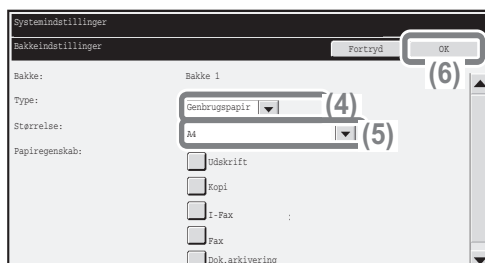 Systemindstillinger
Bakkeindstillinger Fortryd OK
(6)
Bakke: Bakke 1
Type: Genbrugspapir (4)
Størrelse: A4 (5)
Papiregenskab:
Udskrift
Kopi
I-Fax :
Fax
Dok.arkivering